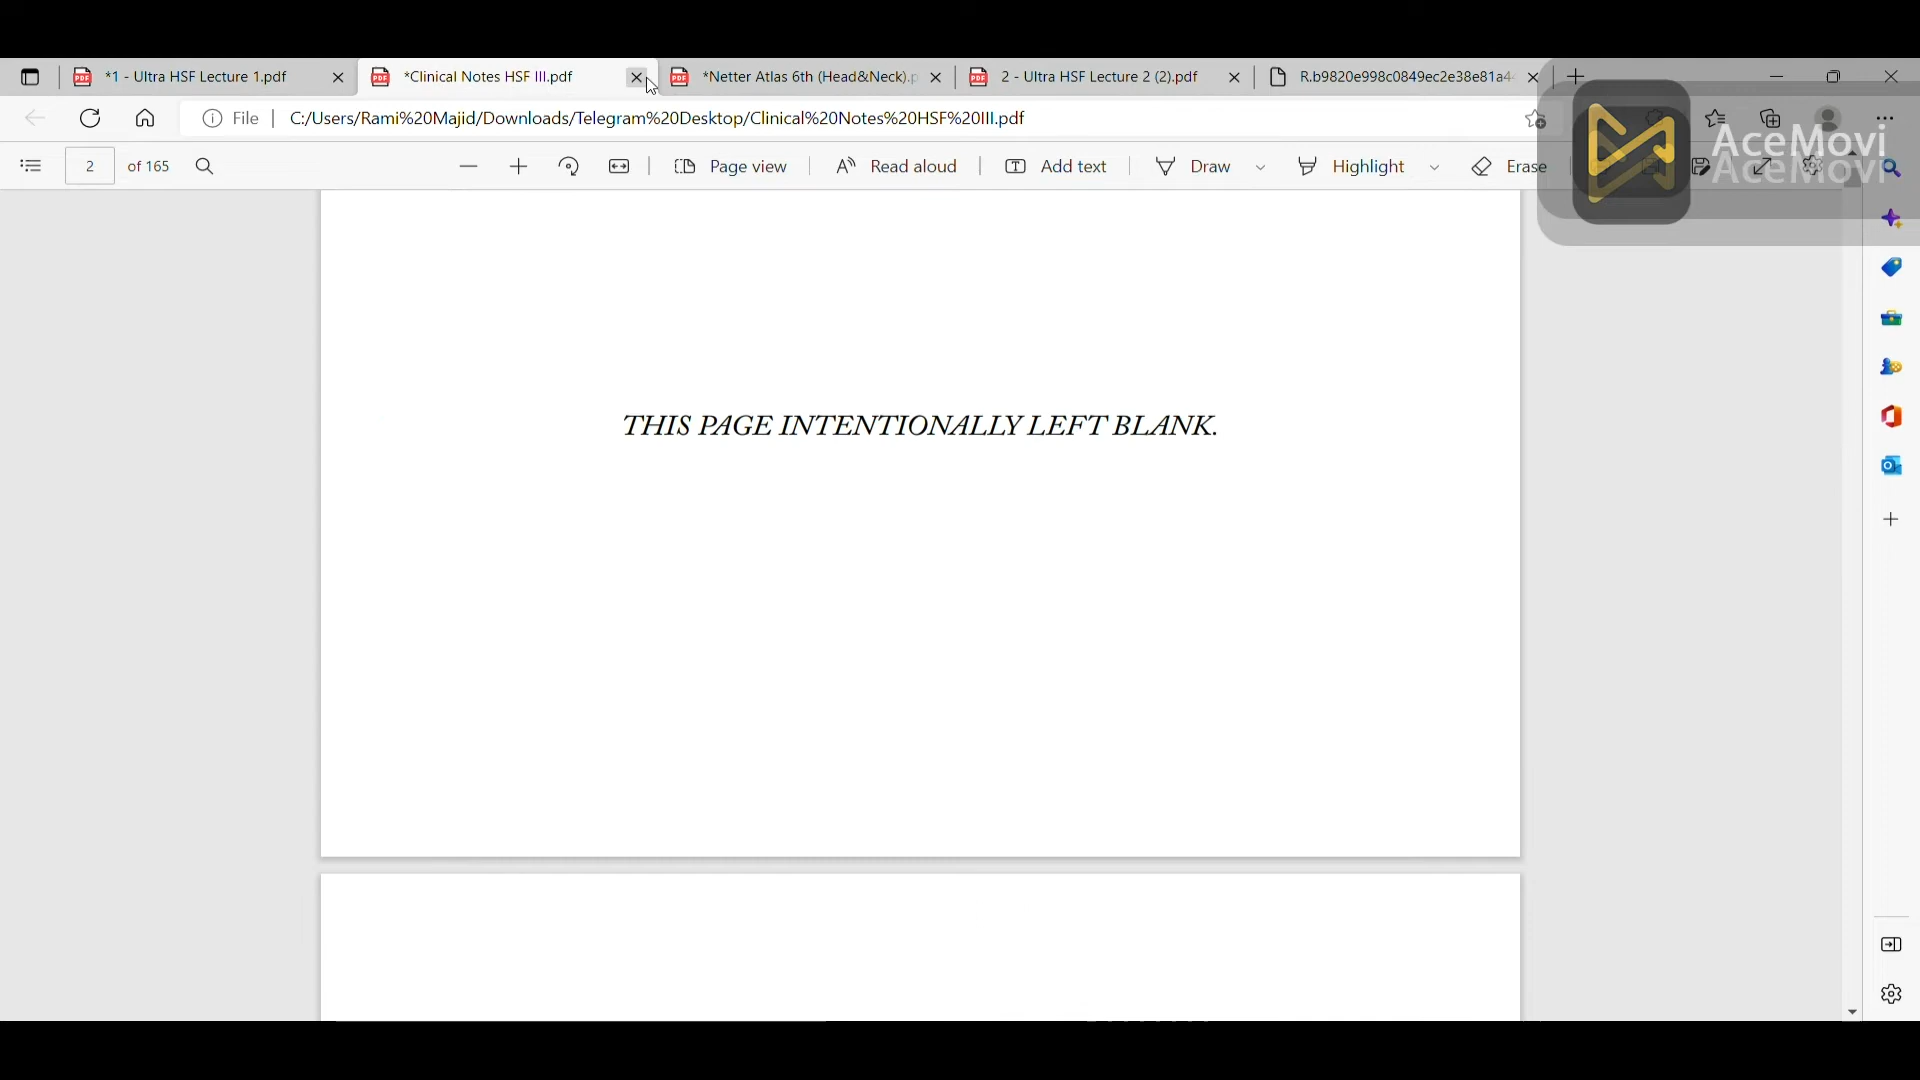 *1 - Ultra HSF Lecture 1.pdf
*Clinical Notes HSF III.pdf
*Netter Atlas 6th (Head&Neck).p
2 - Ultra HSF Lecture 2 (2).pdf
R.b9820e998c0849ec2e38e81a4
File
C:/Users/Rami%20Majid/Downloads/Telegram%20Desktop/Clinical%20Notes%20HSF%20III.pdf
2 of 165
Page view
Read aloud
Add text
Draw
Highlight
Erase
AceMovi
AceMovi
THIS PAGE INTENTIONALLY LEFT BLANK.